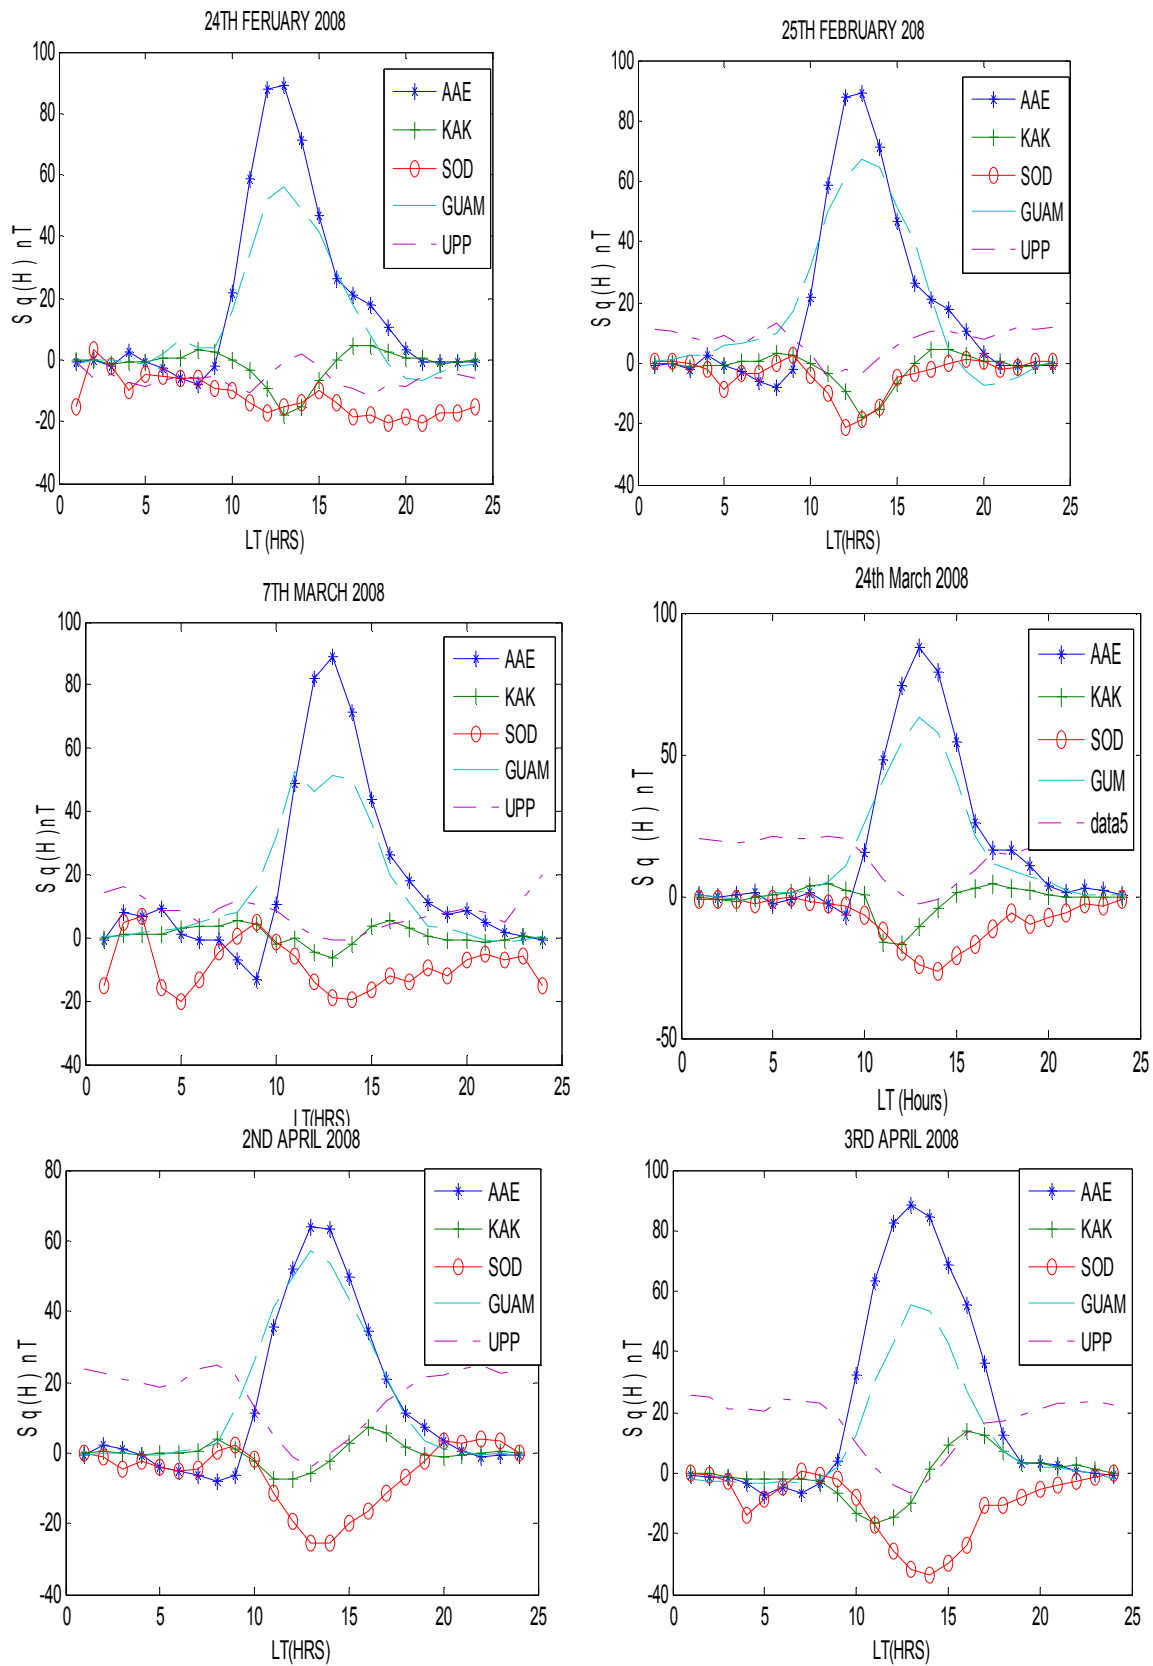 24TH FERUARY 2008
100
80
60
40
20
0
-20
-40
S q ( H ) n T
0 5 10 15 20 25
LT (HRS)
AAE
KAK
SOD
GUAM
UPP
25TH FEBRUARY 208
100
80
60
40
20
0
-20
-40
S q ( H ) n T
0 5 10 15 20 25
LT(HRS)
AAE
KAK
SOD
GUAM
UPP
7TH MARCH 2008
100
80
60
40
20
0
-20
-40
S q ( H ) n T
0 5 10 15 20 25
LT(HRS)
AAE
KAK
SOD
GUAM
UPP
24th March 2008
100
50
0
-50
S q ( H ) n T
0 5 10 15 20 25
LT (Hours)
AAE
KAK
SOD
GUM
data5
2ND APRIL 2008
80
60
40
20
0
-20
-40
S q ( H ) n T
0 5 10 15 20 25
LT(HRS)
AAE
KAK
SOD
GUAM
UPP
3RD APRIL 2008
100
80
60
40
20
0
-20
-40
S q ( H ) n T
0 5 10 15 20 25
LT(HRS)
AAE
KAK
SOD
GUAM
UPP